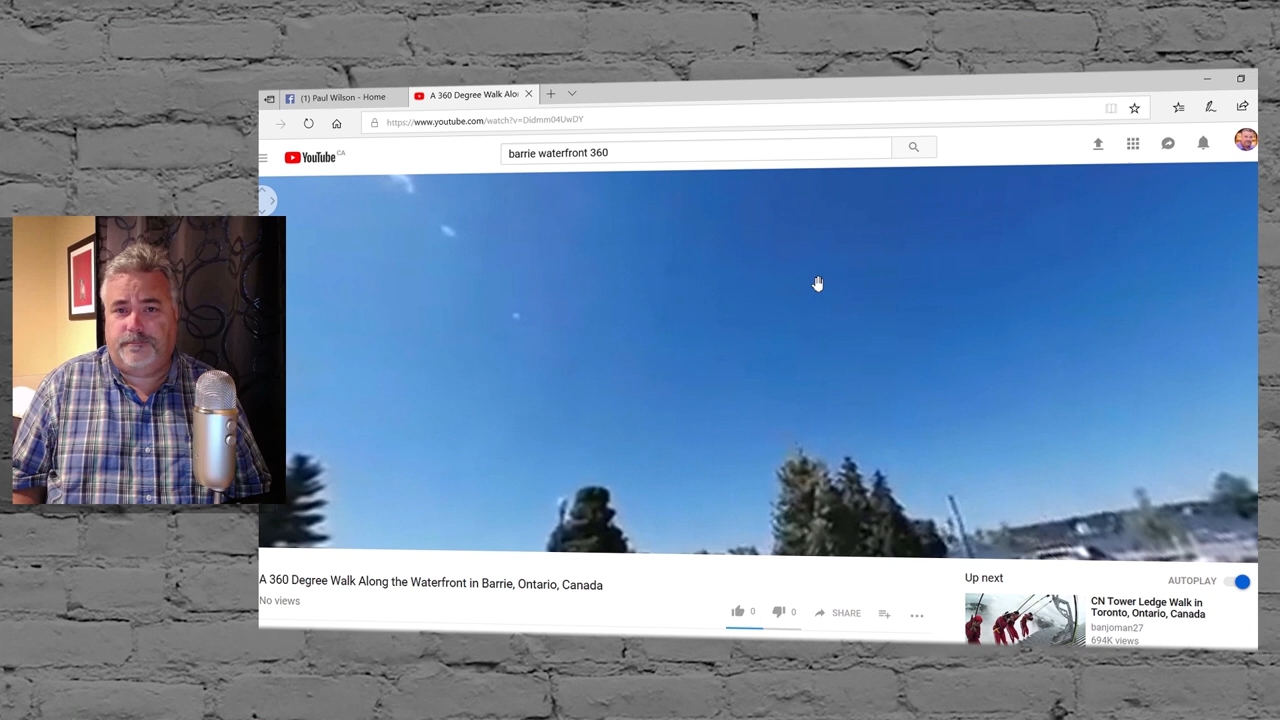 (1) Paul Wilson - Home
A 360 Degree Walk Alo
https://www.youtube.com/watch?v=Didmm04UwDY
YouTube CA
barrie waterfront 360
A 360 Degree Walk Along the Waterfront in Barrie, Ontario, Canada
No views
0
0
SHARE
Up next
AUTOPLAY
CN Tower Ledge Walk in
Toronto, Ontario, Canada
banjoman27
694K views